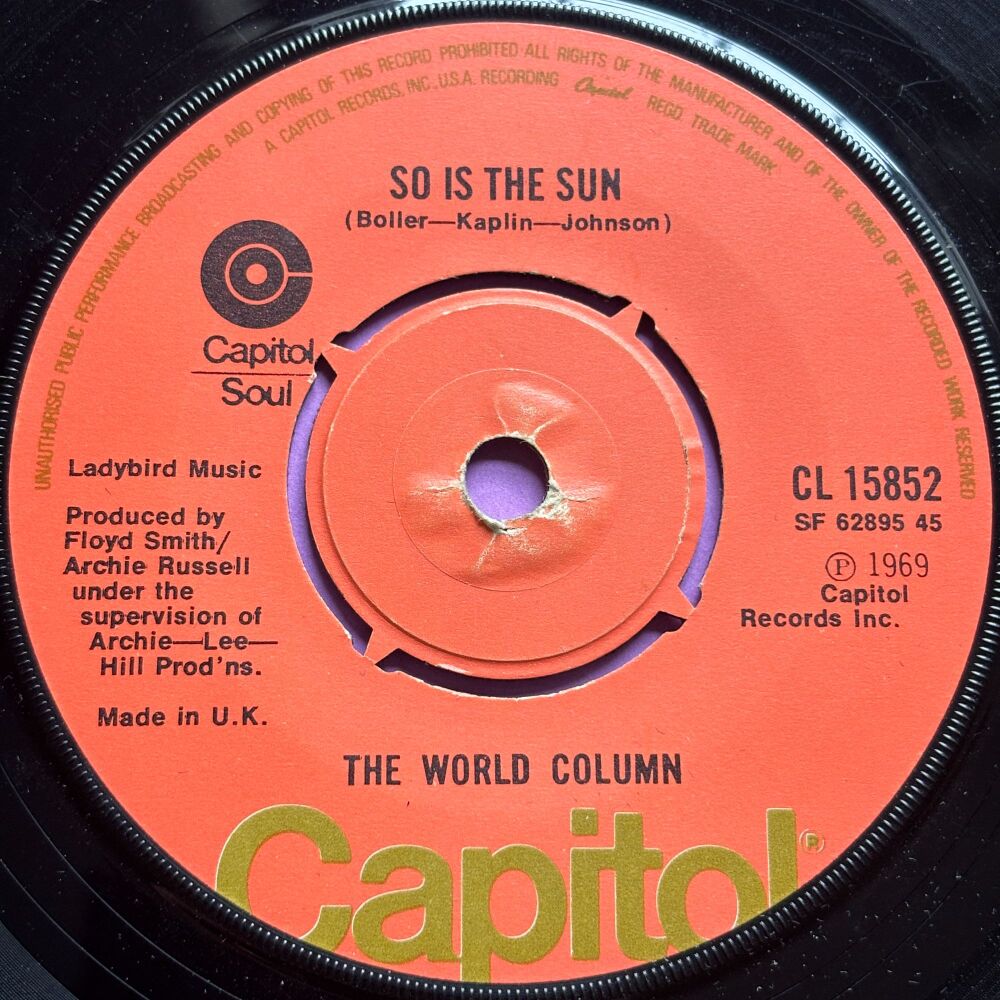 UNAUTHORISED PUBLIC PERFORMANCE BROADCASTING AND COPYING OF THIS RECORD PROHIBITED ALL RIGHTS OF THE MANUFACTURER AND OF THE OWNER OF THE RECORDED WORK RESERVED
A CAPITOL RECORDS, INC., U.S.A. RECORDING Capitol REGD. TRADE MARK
SO IS THE SUN
(Boller—Kaplin—Johnson)
Capitol
Soul
Ladybird Music
Produced by
Floyd Smith/
Archie Russell
under the
supervision of
Archie—Lee—
Hill Prod'ns.
Made in U.K.
CL 15852
SF 62895 45
Ⓟ 1969
Capitol
Records Inc.
THE WORLD COLUMN
Capitol®